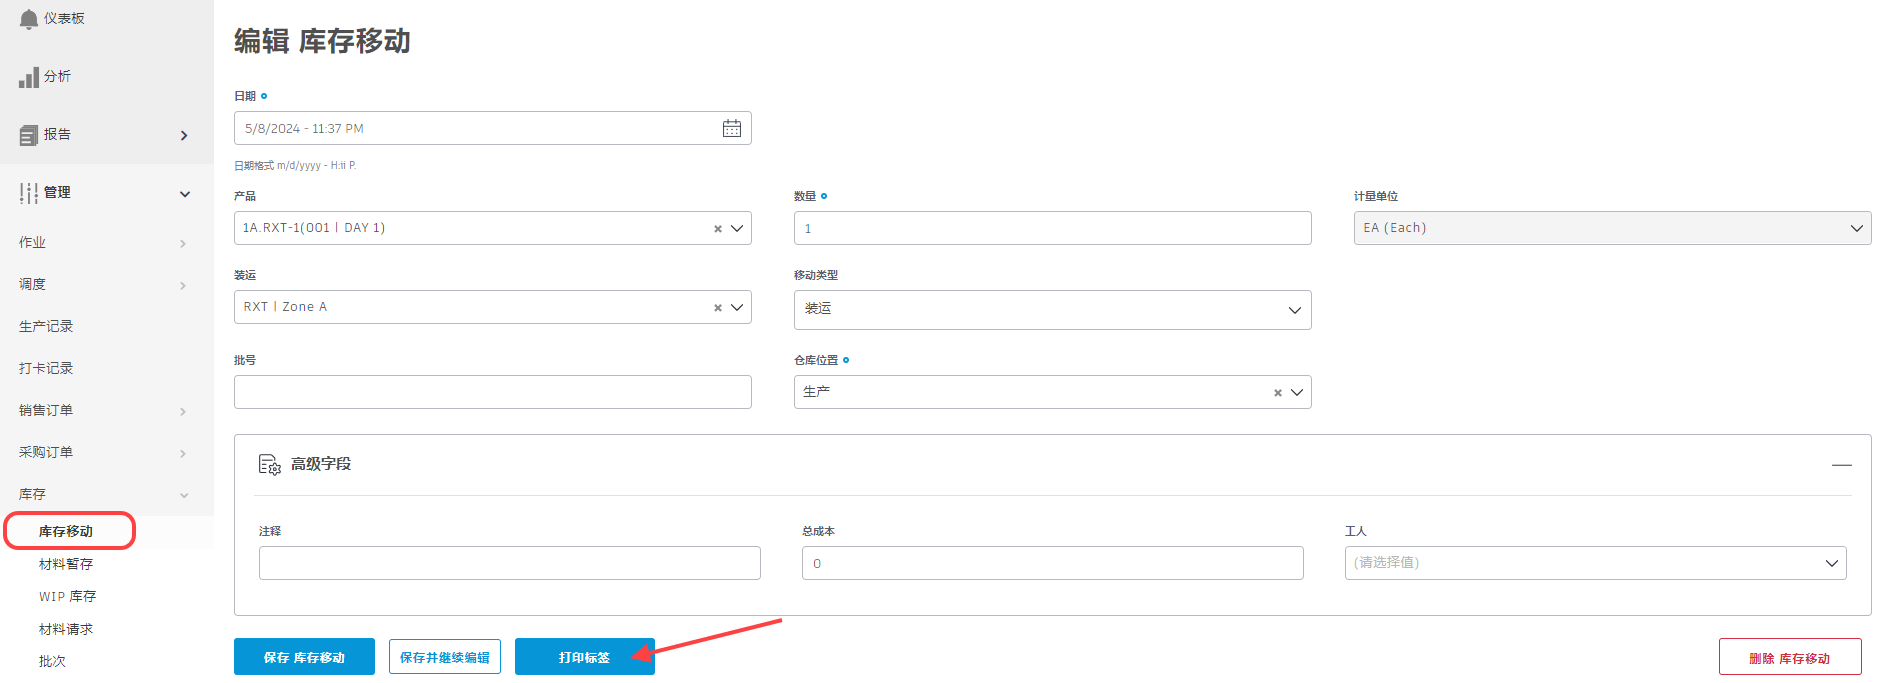 仪表板
分析
报告
管理
作业
调度
生产记录
打卡记录
销售订单
采购订单
库存
库存移动
材料暂存
WIP 库存
材料请求
批次
编辑 库存移动
日期
5/8/2024 - 11:37 PM
日期格式 m/d/yyyy - H:ii P.
产品
1A.RXT-1(001 | DAY 1)
数量
1
计量单位
EA (Each)
装运
RXT | Zone A
移动类型
装运
批号
仓库位置
生产
高级字段
注释
总成本
0
工人
(请选择值)
保存 库存移动
保存并继续编辑
打印标签
删除 库存移动